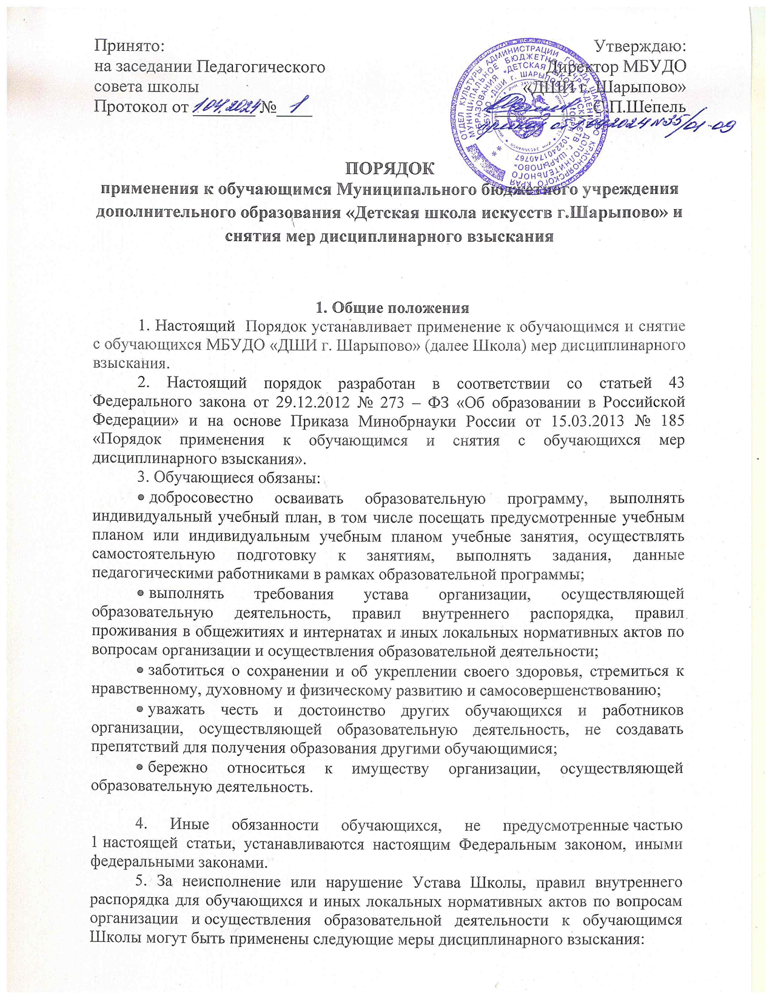 Принято:
на заседании Педагогического
совета школы
Протокол от 1.04.2024 № 1
Утверждаю:
Директор МБУДО
«ДШИ г. Шарыпово»
О.П.Шепель
приказ от 1.04.2024 №35/01-09
ПОРЯДОК
применения к обучающимся Муниципального бюджетного учреждения
дополнительного образования «Детская школа искусств г.Шарыпово» и
снятия мер дисциплинарного взыскания
1. Общие положения
1. Настоящий Порядок устанавливает применение к обучающимся и снятие
с обучающихся МБУДО «ДШИ г. Шарыпово» (далее Школа) мер дисциплинарного
взыскания.
2. Настоящий порядок разработан в соответствии со статьей 43
Федерального закона от 29.12.2012 № 273 – ФЗ «Об образовании в Российской
Федерации» и на основе Приказа Минобрнауки России от 15.03.2013 № 185
«Порядок применения к обучающимся и снятия с обучающихся мер
дисциплинарного взыскания».
3. Обучающиеся обязаны:
• добросовестно осваивать образовательную программу, выполнять
индивидуальный учебный план, в том числе посещать предусмотренные учебным
планом или индивидуальным учебным планом учебные занятия, осуществлять
самостоятельную подготовку к занятиям, выполнять задания, данные
педагогическими работниками в рамках образовательной программы;
• выполнять требования устава организации, осуществляющей
образовательную деятельность, правил внутреннего распорядка, правил
проживания в общежитиях и интернатах и иных локальных нормативных актов по
вопросам организации и осуществления образовательной деятельности;
• заботиться о сохранении и об укреплении своего здоровья, стремиться к
нравственному, духовному и физическому развитию и самосовершенствованию;
• уважать честь и достоинство других обучающихся и работников
организации, осуществляющей образовательную деятельность, не создавать
препятствий для получения образования другими обучающимися;
• бережно относиться к имуществу организации, осуществляющей
образовательную деятельность.
4. Иные обязанности обучающихся, не предусмотренные частью
1 настоящей статьи, устанавливаются настоящим Федеральным законом, иными
федеральными законами.
5. За неисполнение или нарушение Устава Школы, правил внутреннего
распорядка для обучающихся и иных локальных нормативных актов по вопросам
организации и осуществления образовательной деятельности к обучающимся
Школы могут быть применены следующие меры дисциплинарного взыскания:
ОТДЕЛ КУЛЬТУРЫ АДМИНИСТРАЦИИ ГОРОДА ШАРЫПОВО КРАСНОЯРСКОГО КРАЯ
МУНИЦИПАЛЬНОЕ БЮДЖЕТНОЕ УЧРЕЖДЕНИЕ ДОПОЛНИТЕЛЬНОГО
ОБРАЗОВАНИЯ «ДЕТСКАЯ ШКОЛА ИСКУССТВ Г. ШАРЫПОВО»
(МБУДО «ДШИ г. ШАРЫПОВО») ОГРН 1022401740767